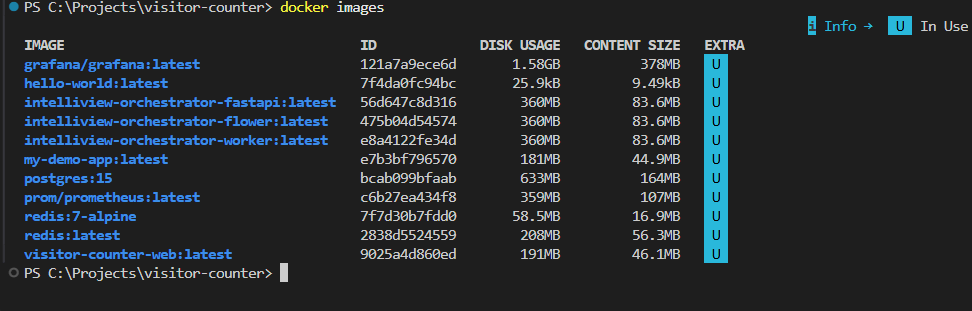 PS C:\Projects\visitor-counter> docker images
i Info → U In Use
IMAGE ID DISK USAGE CONTENT SIZE EXTRA
grafana/grafana:latest 121a7a9ece6d 1.58GB 378MB U
hello-world:latest 7f4da0fc94bc 25.9kB 9.49kB U
intelliview-orchestrator-fastapi:latest 56d647c8d316 360MB 83.6MB U
intelliview-orchestrator-flower:latest 475b04d54574 360MB 83.6MB U
intelliview-orchestrator-worker:latest e8a4122fe34d 360MB 83.6MB U
my-demo-app:latest e7b3bf796570 181MB 44.9MB U
postgres:15 bcab099bfaab 633MB 164MB U
prom/prometheus:latest c6b27ea434f8 359MB 107MB U
redis:7-alpine 7f7d30b7fdd0 58.5MB 16.9MB U
redis:latest 2838d5524559 208MB 56.3MB U
visitor-counter-web:latest 9025a4d860ed 191MB 46.1MB U
PS C:\Projects\visitor-counter>